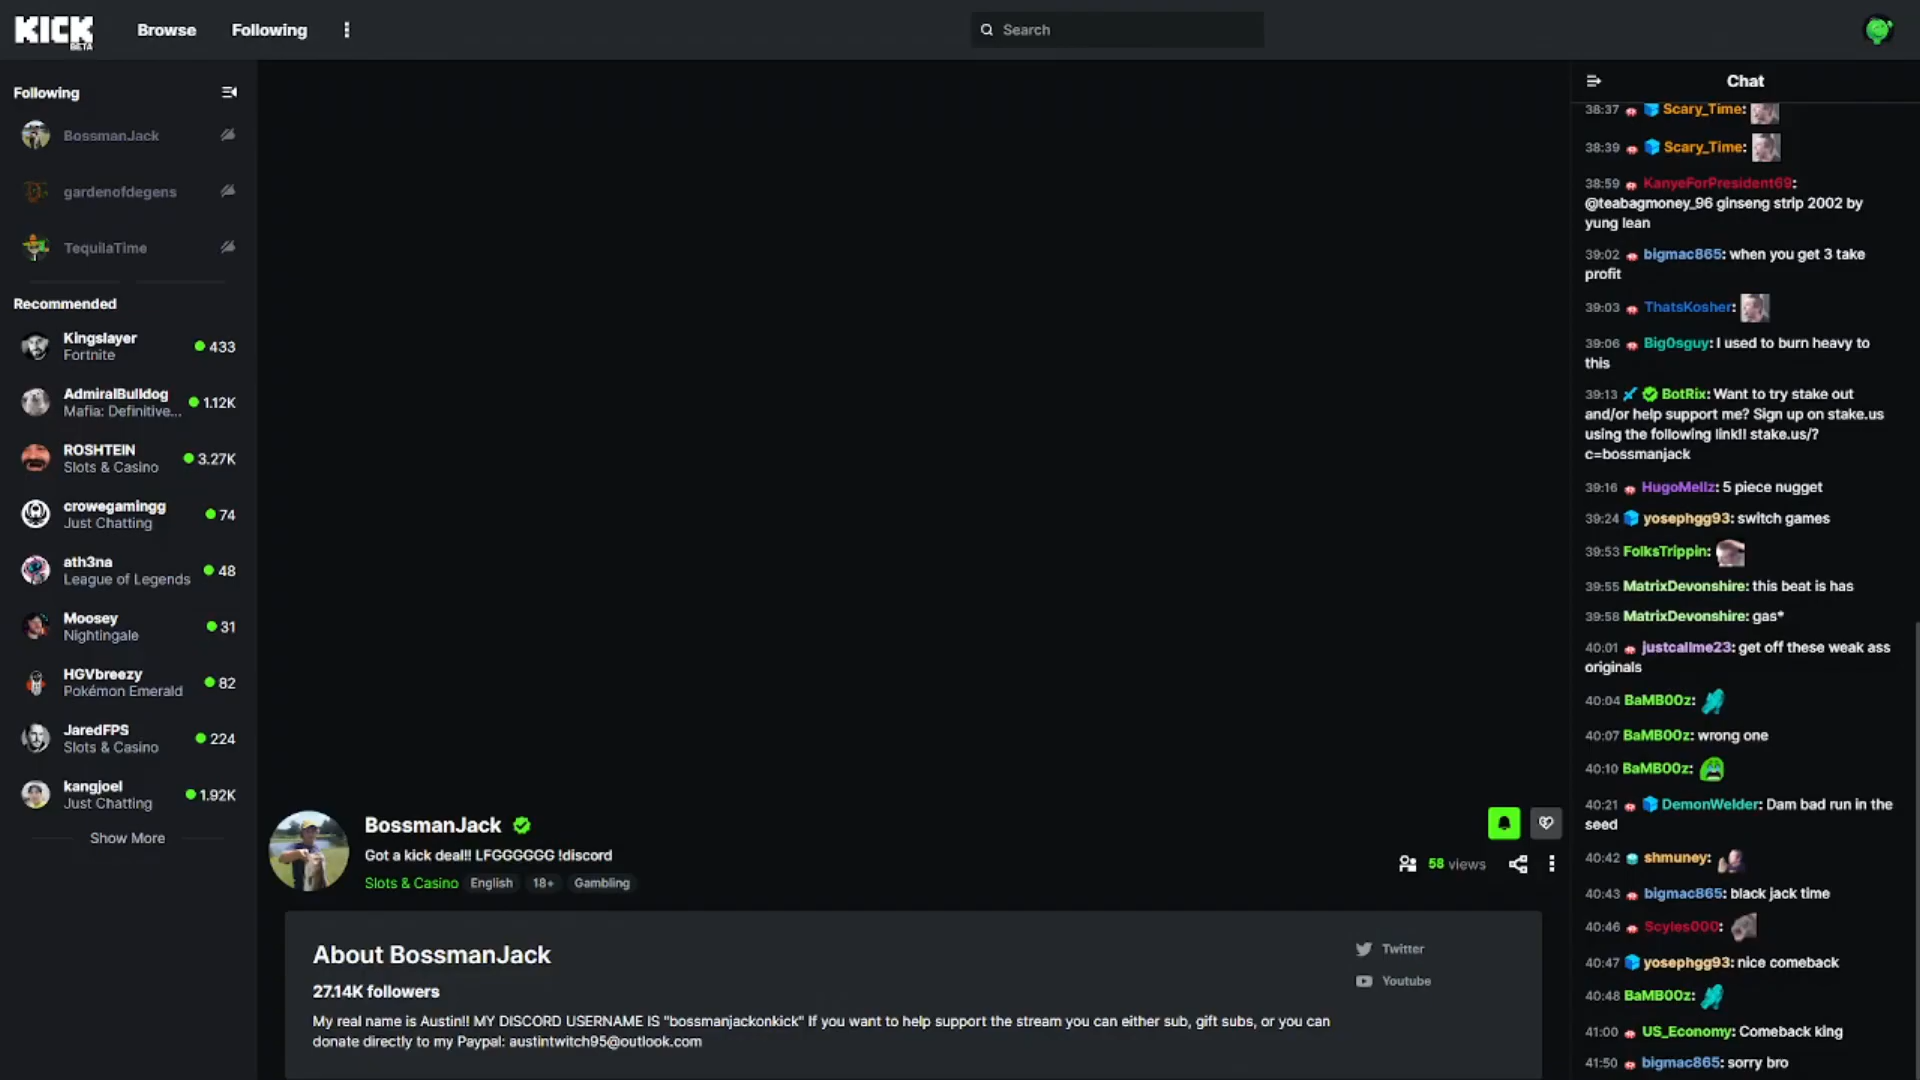 KICK
BETA
Browse
Following
Search
Following
BossmanJack
gardenofdegens
TequilaTime
Recommended
Kingslayer
Fortnite
433
AdmiralBulldog
Mafia: Definitive...
1.12K
ROSHTEIN
Slots & Casino
3.27K
crowegamingg
Just Chatting
74
ath3na
League of Legends
48
Moosey
Nightingale
31
HGVbreezy
Pokémon Emerald
82
JaredFPS
Slots & Casino
224
kangjoel
Just Chatting
1.92K
Show More
BossmanJack
Got a kick deal!! LFGGGGGG !discord
Slots & Casino English 18+ Gambling
58 views
About BossmanJack
27.14K followers
My real name is Austin!! MY DISCORD USERNAME IS "bossmanjackonkick" If you want to help support the stream you can either sub, gift subs, or you can
donate directly to my Paypal: austintwitch95@outlook.com
Twitter
Youtube
Chat
38:37 Scary_Time:
38:39 Scary_Time:
38:59 KanyeForPresident69:
@teabagmoney_96 ginseng strip 2002 by
yung lean
39:02 bigmac865: when you get 3 take
profit
39:03 ThatsKosher:
39:06 Big0sguy: I used to burn heavy to
this
39:13 BotRix: Want to try stake out
and/or help support me? Sign up on stake.us
using the following link!! stake.us/?
c=bossmanjack
39:16 HugoMellz: 5 piece nugget
39:24 yosephgg93: switch games
39:53 FolksTrippin:
39:55 MatrixDevonshire: this beat is has
39:58 MatrixDevonshire: gas*
40:01 justcallme23: get off these weak ass
originals
40:04 BaMB00z:
40:07 BaMB00z: wrong one
40:10 BaMB00z:
40:21 DemonWelder: Dam bad run in the
seed
40:42 shmuney:
40:43 bigmac865: black jack time
40:46 Scyles000:
40:47 yosephgg93: nice comeback
40:48 BaMB00z:
41:00 US_Economy: Comeback king
41:50 bigmac865: sorry bro